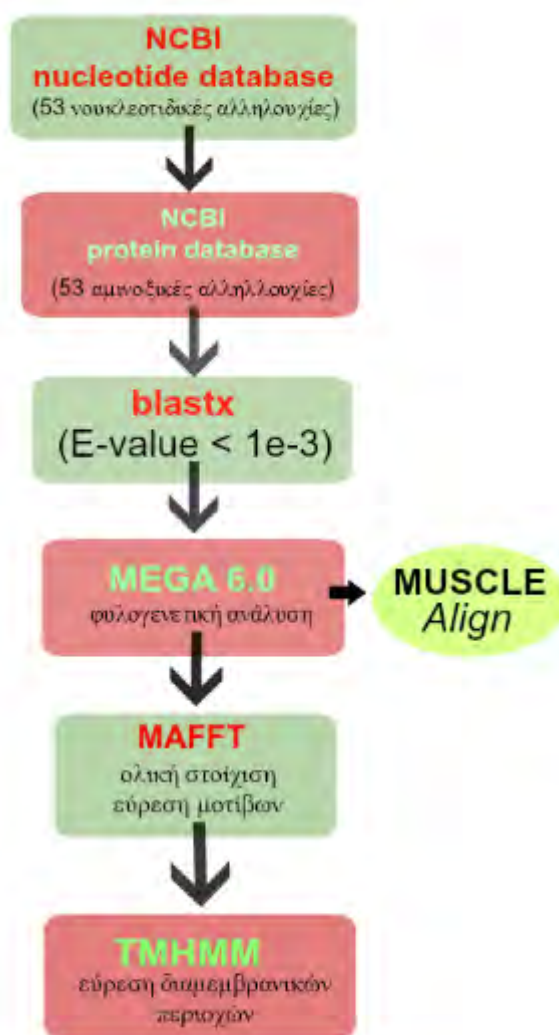 NCBI
nucleotide database
(53 νουκλεοτιδικές αλληλουχίες)
NCBI
protein database
(53 αμινοξικές αλληλλουχίες)
blastx
(E-value < 1e-3)
MEGA 6.0
φυλογενετική ανάλυση
MUSCLE
Align
MAFFT
ολική στοίχιση
εύρεση μοτίβων
TMHMM
εύρεση διαμεμβρανικών
περιοχών